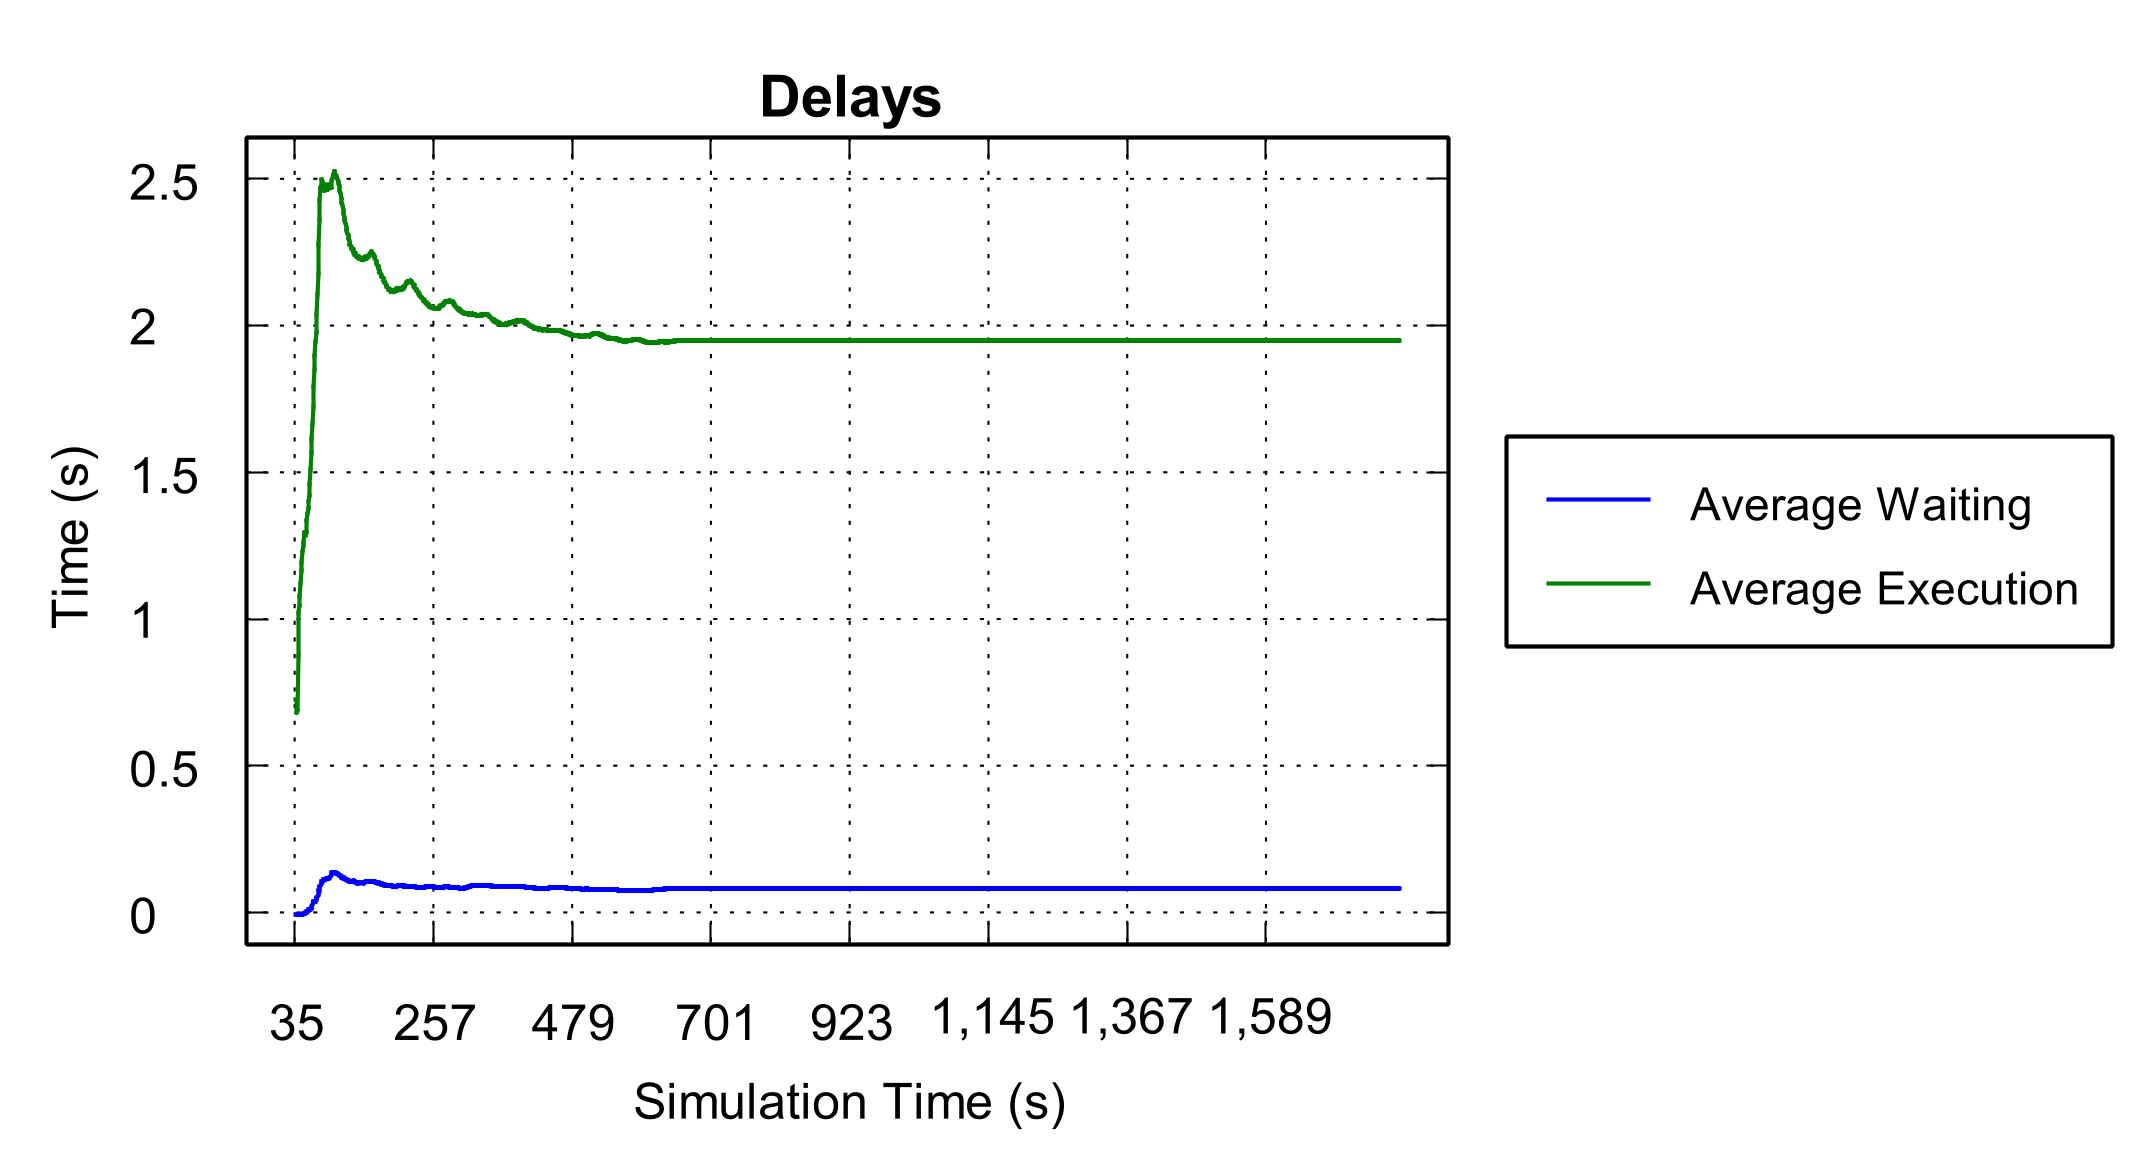 Delays
2.5
2
1.5
1
0.5
0
Time (s)
35 257 479 701 923 1,145 1,367 1,589
Simulation Time (s)
Average Waiting
Average Execution